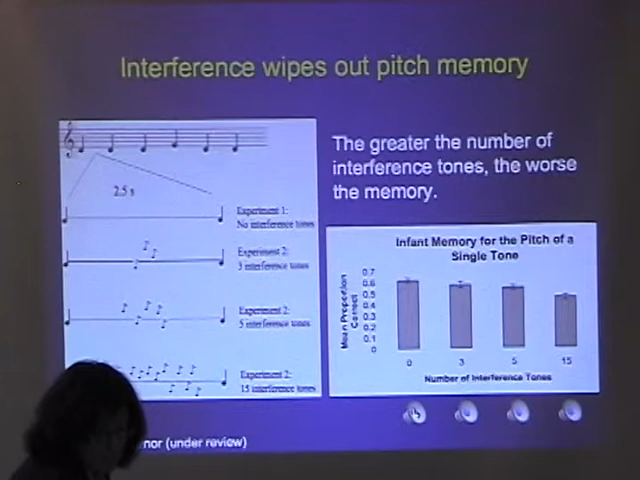 Interference wipes out pitch memory
2.5 s
Experiment 1:
No interference tones
Experiment 2:
3 interference tones
Experiment 2:
5 interference tones
Experiment 2:
15 interference tones
The greater the number of
interference tones, the worse
the memory.
Infant Memory for the Pitch of a
Single Tone
Mean Proportion
Correct
0.7
0.6
0.5
0.4
0.3
0.2
0.1
0
0 3 5 15
Number of Interference Tones
(under review)